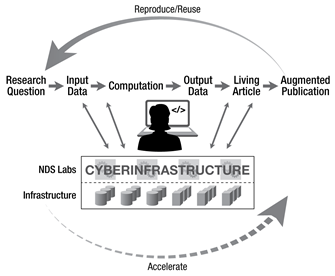 Reproduce/Reuse
Research Question
Input Data
Computation
Output Data
Living Article
Augmented Publication
</>
NDS Labs
CYBERINFRASTRUCTURE
Infrastructure
Accelerate